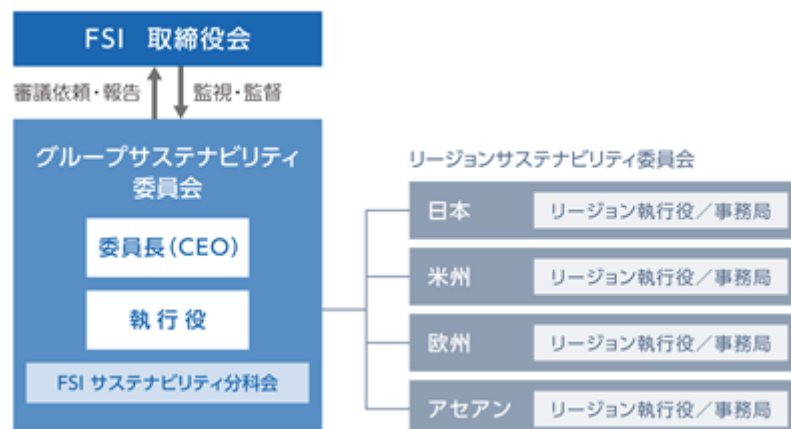 FSI 取締役会
審議依頼・報告
監視・監督
グループサステナビリティ
委員会
委員長(CEO)
執行役
FSI サステナビリティ分科会
リージョンサステナビリティ委員会
日本
リージョン執行役/事務局
米州
リージョン執行役/事務局
欧州
リージョン執行役/事務局
アセアン
リージョン執行役/事務局